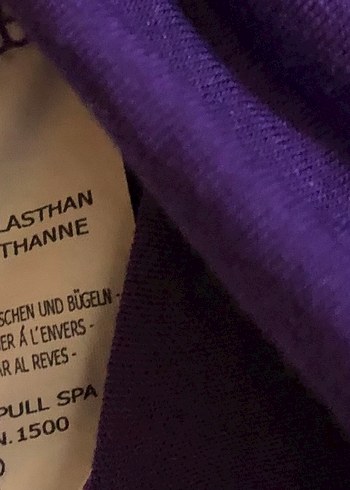 LASTHAN
THANNE
SCHEN UND BÜGELN -
ER Á L'ENVERS -
AR AL REVES -
PULL SPA
N.1500
)